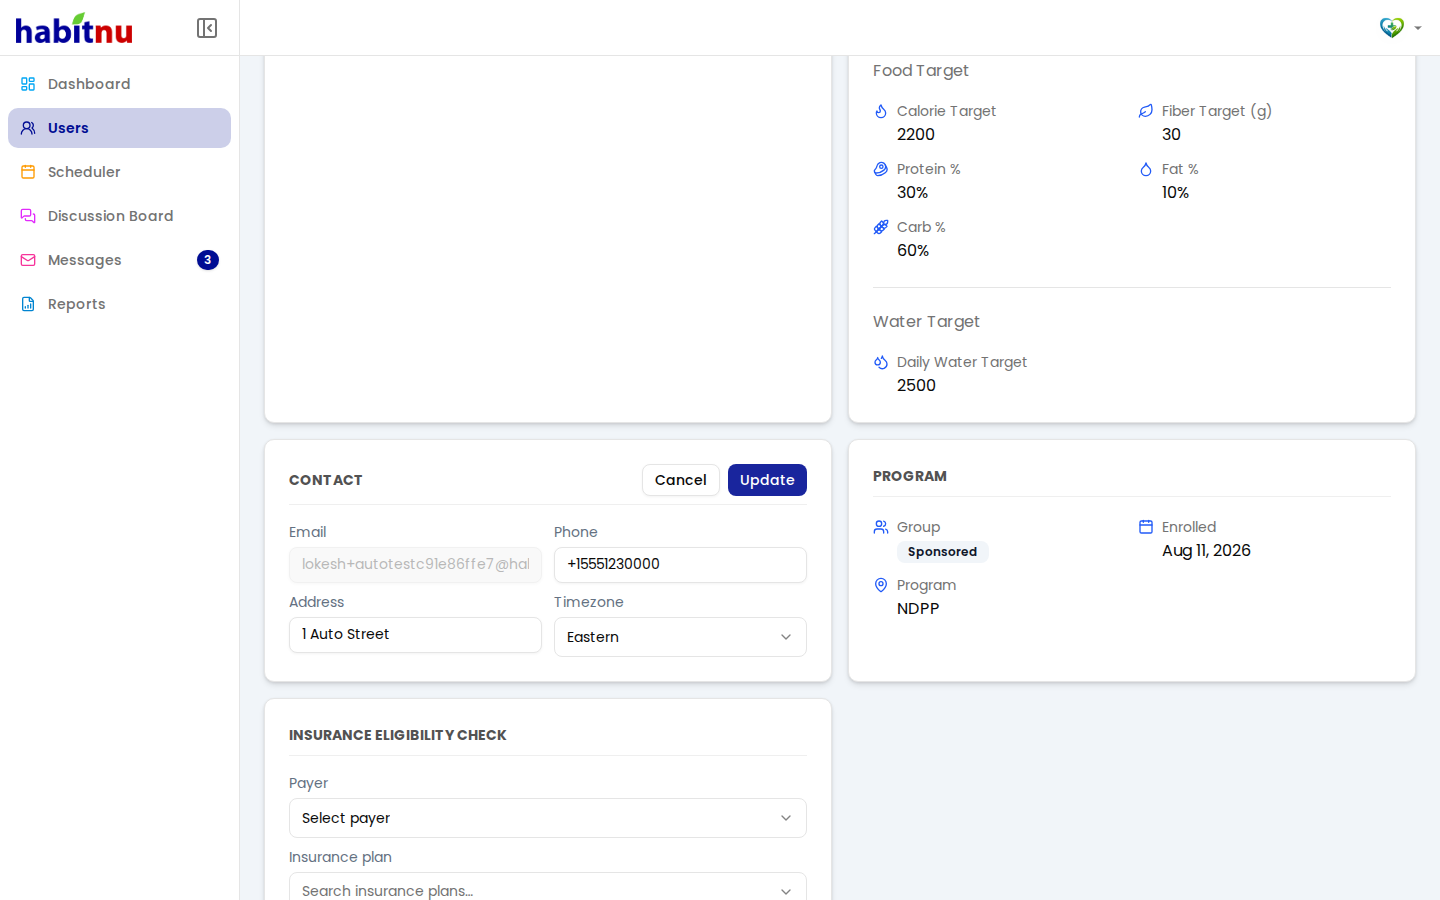 habitnu
Dashboard
Users
Scheduler
Discussion Board
Messages
3
Reports
Food Target
Calorie Target
2200
Fiber Target (g)
30
Protein %
30%
Fat %
10%
Carb %
60%
Water Target
Daily Water Target
2500
CONTACT
Cancel
Update
Email
lokesh+autotestc91e86ffe7@hal
Phone
+15551230000
Address
1 Auto Street
Timezone
Eastern
PROGRAM
Group
Sponsored
Enrolled
Aug 11, 2026
Program
NDPP
INSURANCE ELIGIBILITY CHECK
Payer
Select payer
Insurance plan
Search insurance plans...